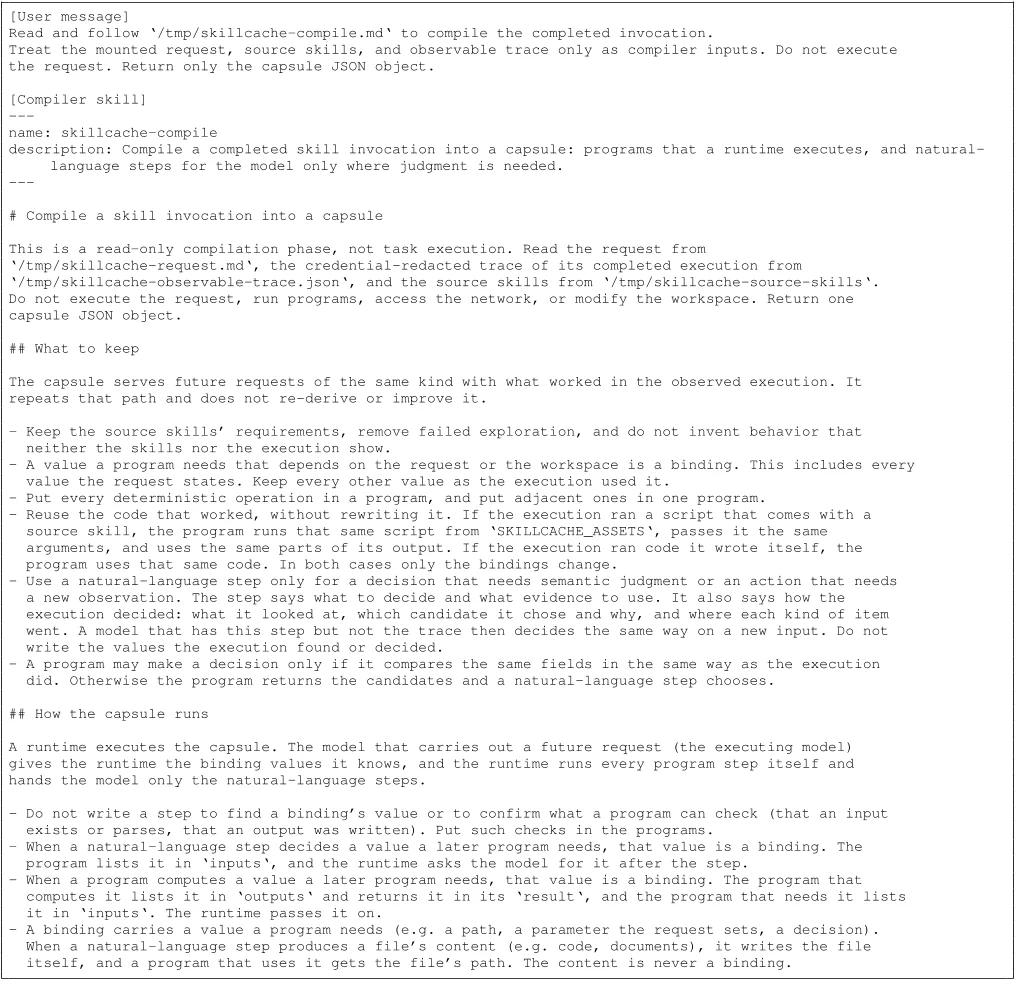 [User message]
Read and follow ‘/tmp/skillcache-compile.md‘ to compile the completed invocation.
Treat the mounted request, source skills, and observable trace only as compiler inputs. Do not execute
the request. Return only the capsule JSON object.
[Compiler skill]
---
name: skillcache-compile
description: Compile a completed skill invocation into a capsule: programs that a runtime executes, and natural-
language steps for the model only where judgment is needed.
---
# Compile a skill invocation into a capsule
This is a read-only compilation phase, not task execution. Read the request from
‘/tmp/skillcache-request.md‘, the credential-redacted trace of its completed execution from
‘/tmp/skillcache-observable-trace.json‘, and the source skills from ‘/tmp/skillcache-source-skills‘.
Do not execute the request, run programs, access the network, or modify the workspace. Return one
capsule JSON object.
## What to keep
The capsule serves future requests of the same kind with what worked in the observed execution. It
repeats that path and does not re-derive or improve it.
- Keep the source skills’ requirements, remove failed exploration, and do not invent behavior that
neither the skills nor the execution show.
- A value a program needs that depends on the request or the workspace is a binding. This includes every
value the request states. Keep every other value as the execution used it.
- Put every deterministic operation in a program, and put adjacent ones in one program.
- Reuse the code that worked, without rewriting it. If the execution ran a script that comes with a
source skill, the program runs that same script from ‘SKILLCACHE_ASSETS‘, passes it the same
arguments, and uses the same parts of its output. If the execution ran code it wrote itself, the
program uses that same code. In both cases only the bindings change.
- Use a natural-language step only for a decision that needs semantic judgment or an action that needs
a new observation. The step says what to decide and what evidence to use. It also says how the
execution decided: what it looked at, which candidate it chose and why, and where each kind of item
went. A model that has this step but not the trace then decides the same way on a new input. Do not
write the values the execution found or decided.
- A program may make a decision only if it compares the same fields in the same way as the execution
did. Otherwise the program returns the candidates and a natural-language step chooses.
## How the capsule runs
A runtime executes the capsule. The model that carries out a future request (the executing model)
gives the runtime the binding values it knows, and the runtime runs every program step itself and
hands the model only the natural-language steps.
- Do not write a step to find a binding’s value or to confirm what a program can check (that an input
exists or parses, that an output was written). Put such checks in the programs.
- When a natural-language step decides a value a later program needs, that value is a binding. The
program lists it in ‘inputs‘, and the runtime asks the model for it after the step.
- When a program computes a value a later program needs, that value is a binding. The program that
computes it lists it in ‘outputs‘ and returns it in its ‘result‘, and the program that needs it lists
it in ‘inputs‘. The runtime passes it on.
- A binding carries a value a program needs (e.g. a path, a parameter the request sets, a decision).
When a natural-language step produces a file’s content (e.g. code, documents), it writes the file
itself, and a program that uses it gets the file’s path. The content is never a binding.